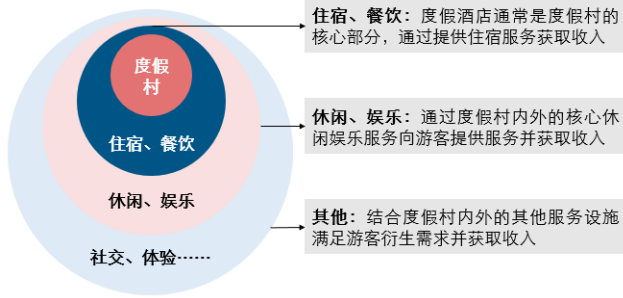 度假
村
住宿、餐饮
休闲、娱乐
社交、体验……
住宿、餐饮：度假酒店通常是度假村的
核心部分，通过提供住宿服务获取收入
休闲、娱乐：通过度假村内外的核心休
闲娱乐服务向游客提供服务并获取收入
其他：结合度假村内外的其他服务设施
满足游客衍生需求并获取收入